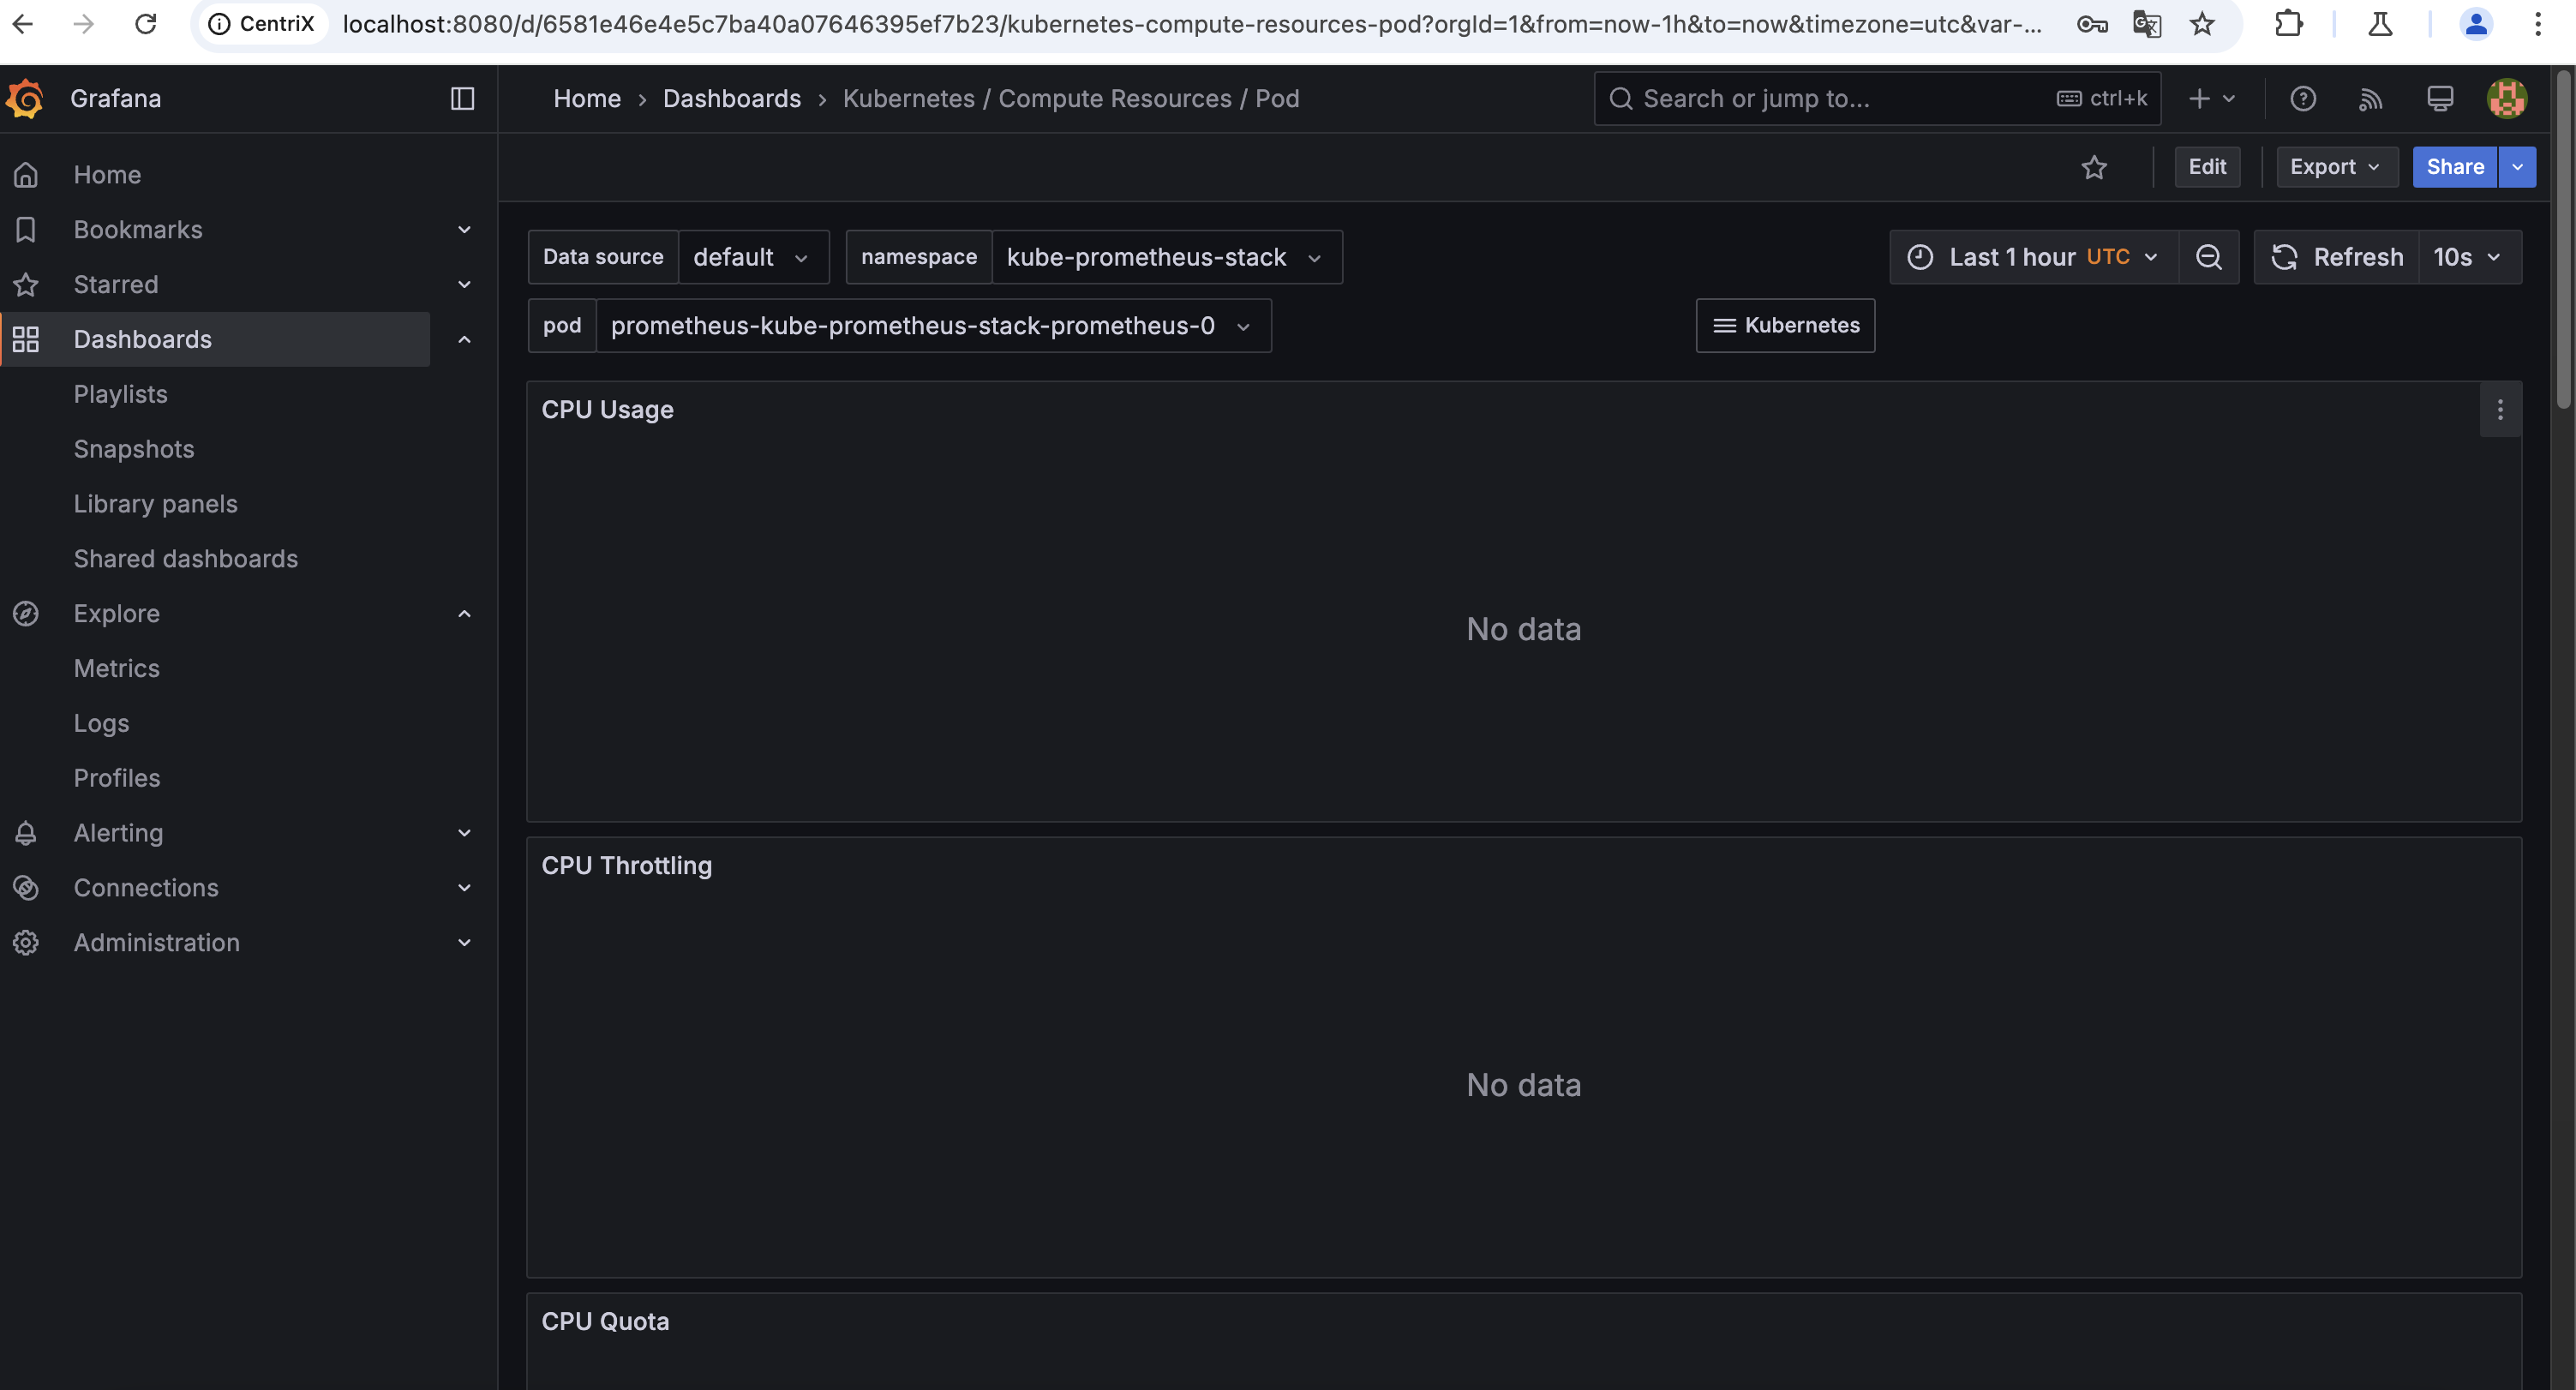 CentriX localhost:8080/d/6581e46e4e5c7ba40a07646395ef7b23/kubernetes-compute-resources-pod?orgId=1&from=now-1h&to=now&timezone=utc&var-...
Grafana
Home › Dashboards › Kubernetes / Compute Resources / Pod
Search or jump to... ctrl+k
Edit Export Share
Home
Bookmarks
Starred
Dashboards
Playlists
Snapshots
Library panels
Shared dashboards
Explore
Metrics
Logs
Profiles
Alerting
Connections
Administration
Data source default namespace kube-prometheus-stack
Last 1 hour UTC Refresh 10s
pod prometheus-kube-prometheus-stack-prometheus-0
Kubernetes
CPU Usage
No data
CPU Throttling
No data
CPU Quota